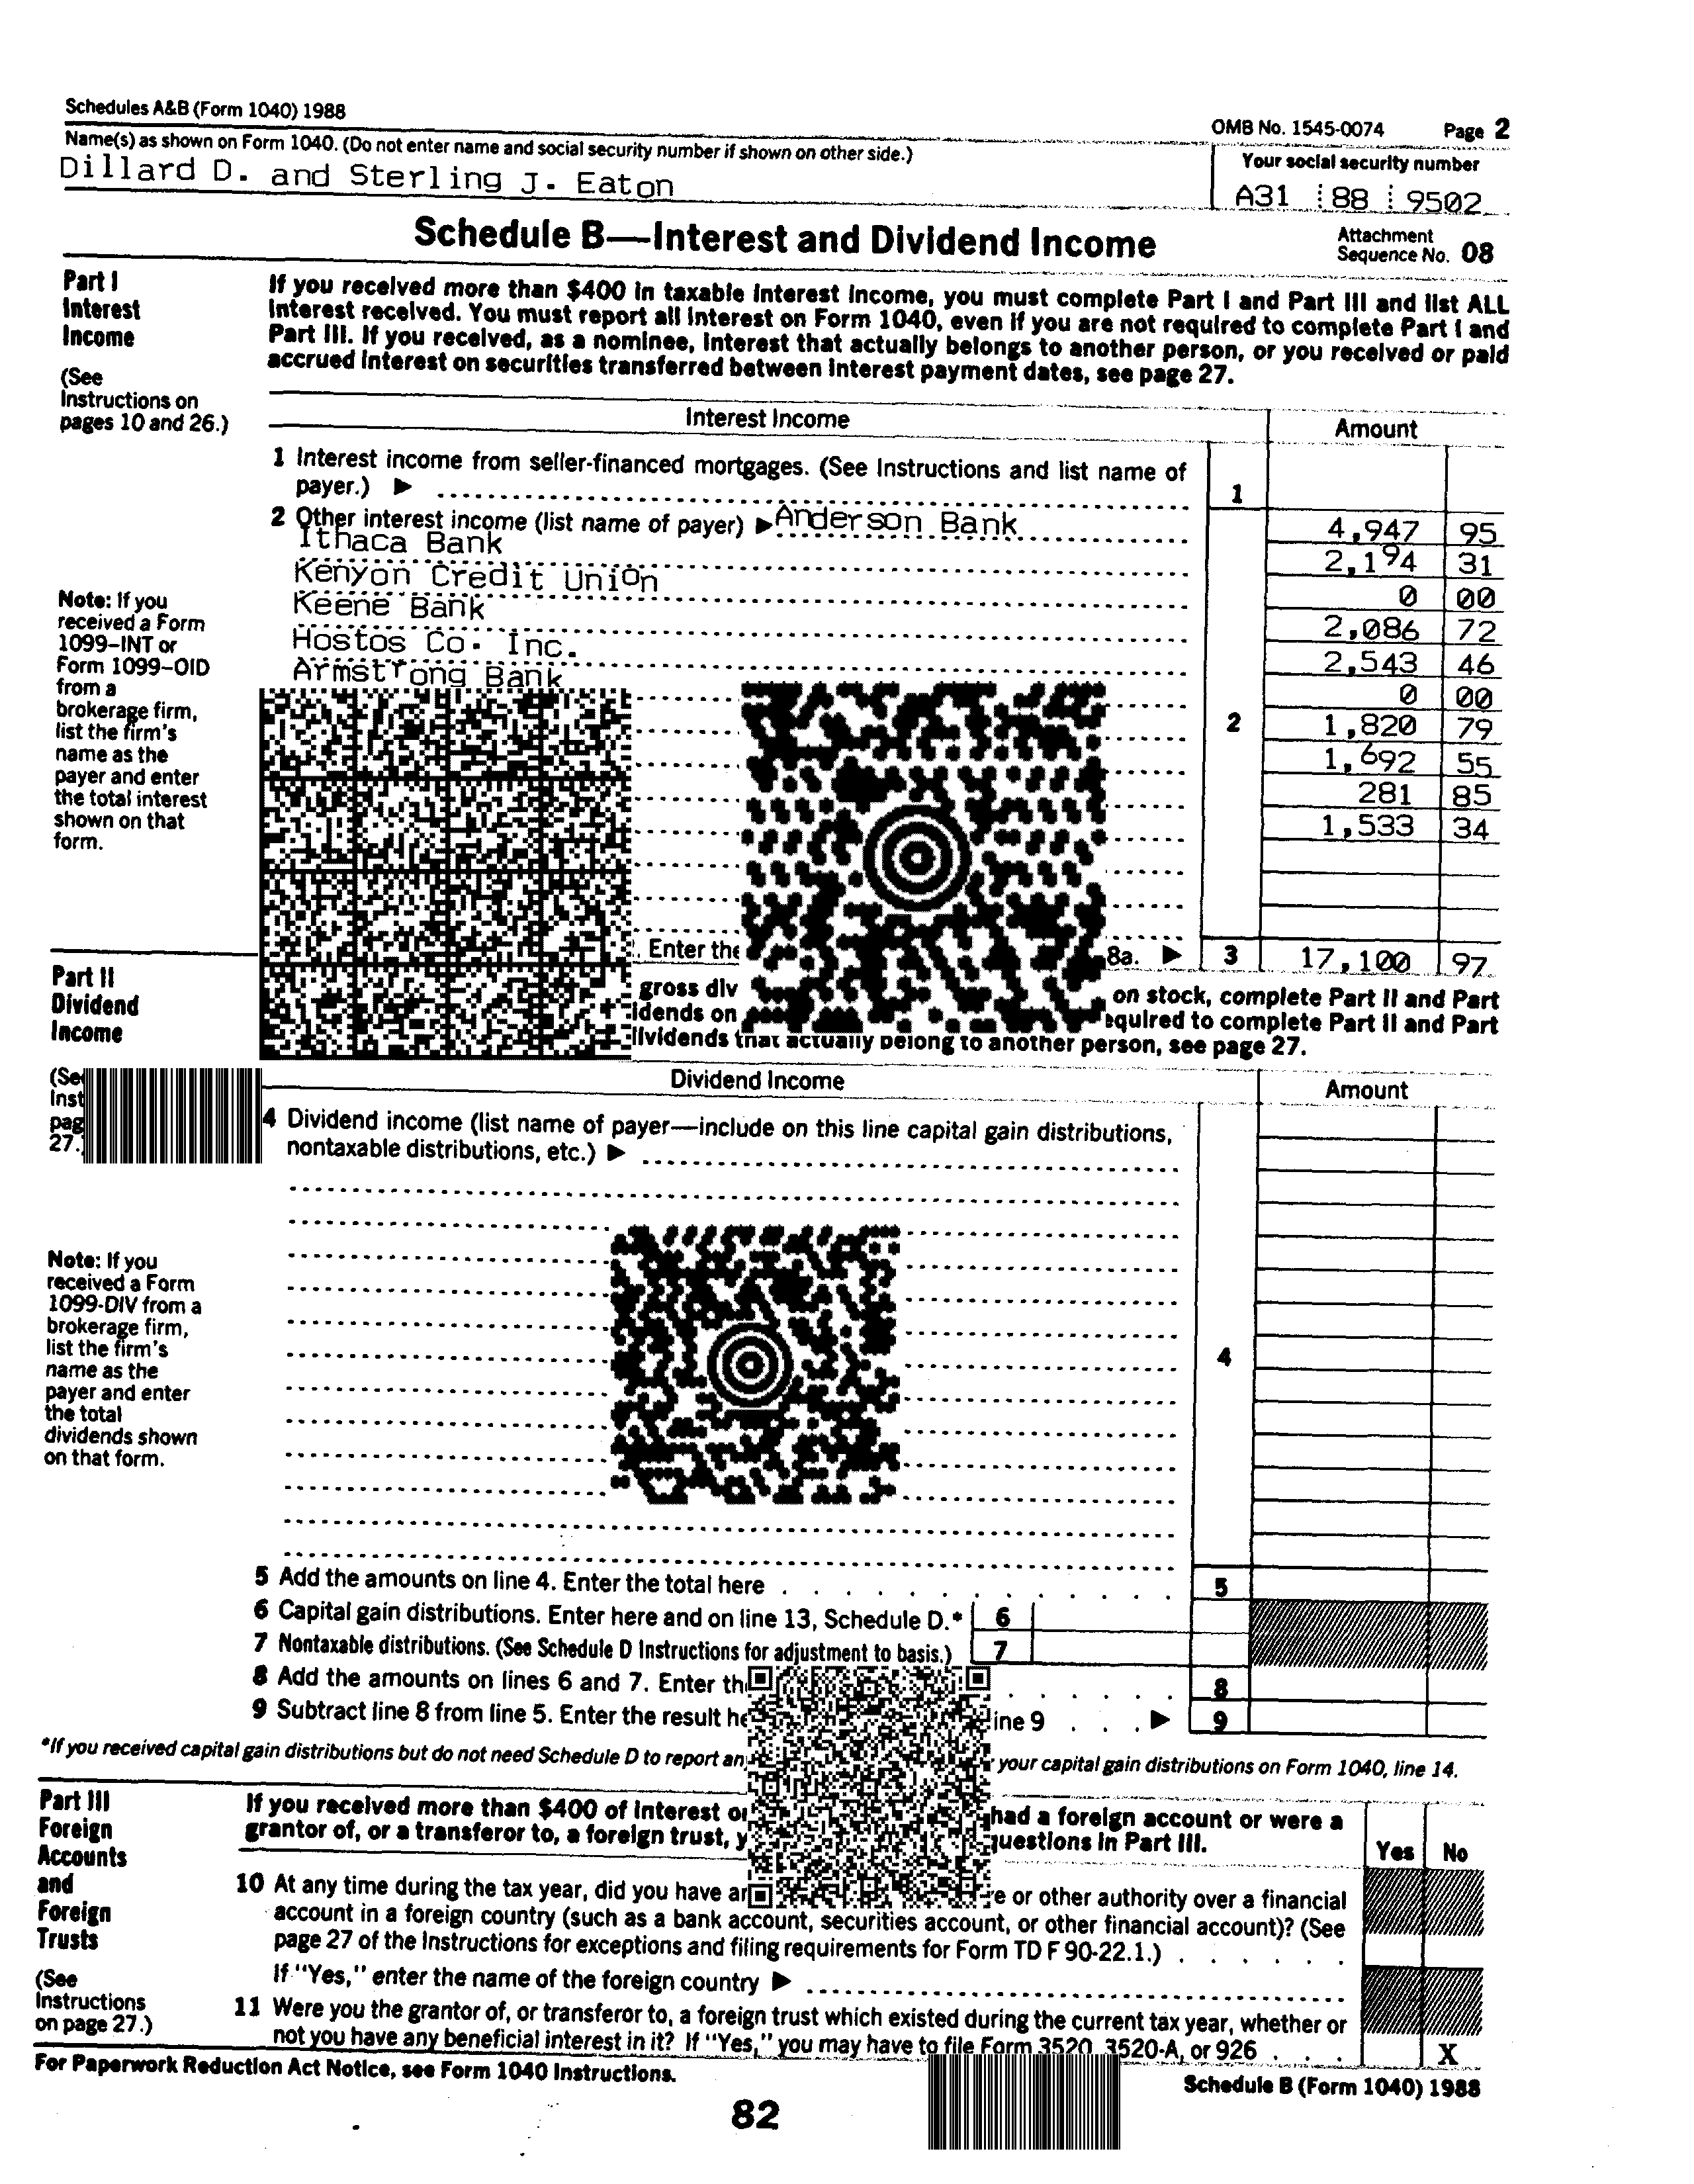 Schedules A&B (Form 1040) 1988
OMB No. 1545-0074 Page 2
Name(s) as shown on Form 1040. (Do not enter name and social security number if shown on other side.)
Your social security number
Dillard D. and Sterling J. Eaton
A31 88 9502
Schedule B—Interest and Dividend Income
Attachment
Sequence No. 08
Part I
Interest
Income
(See
Instructions on
pages 10 and 26.)
If you received more than $400 in taxable interest income, you must complete Part I and Part III and list ALL
interest received. You must report all interest on Form 1040, even if you are not required to complete Part I and
Part III. If you received, as a nominee, interest that actually belongs to another person, or you received or paid
accrued interest on securities transferred between interest payment dates, see page 27.
Interest Income Amount
1 Interest income from seller-financed mortgages. (See Instructions and list name of
payer.) ▶ 1
2 Other interest income (list name of payer) ▶ Anderson Bank 4,947 95
Ithaca Bank 2,194 31
Kenyon Credit Union 0 00
Keene Bank 2,086 72
Hostos Co. Inc. 2,543 46
Armstrong Bank 0 00
2 1,820 79
1,692 55
281 85
1,533 34
Note: If you
received a Form
1099-INT or
Form 1099-OID
from a
brokerage firm,
list the firm's
name as the
payer and enter
the total interest
shown on that
form.
. Enter the 8a. ▶ 3 17,100 97
Part II
Dividend
Income
gross div on stock, complete Part II and Part
on required to complete Part II and Part
that actually belong to another person, see page 27.
27.
Dividend Income Amount
4 Dividend income (list name of payer—include on this line capital gain distributions,
nontaxable distributions, etc.) ▶
4
Note: If you
received a Form
1099-DIV from a
brokerage firm,
list the firm's
name as the
payer and enter
the total
dividends shown
on that form.
5 Add the amounts on line 4. Enter the total here 5
6 Capital gain distributions. Enter here and on line 13, Schedule D.* 6
7 Nontaxable distributions. (See Schedule D Instructions for adjustment to basis.) 7
8 Add the amounts on lines 6 and 7. Enter 8
9 Subtract line 8 from line 5. Enter the result line 9 ▶ 9
*If you received capital gain distributions but do not need Schedule D to report your capital gain distributions on Form 1040, line 14.
Part III
Foreign
Accounts
and
Foreign
Trusts
(See
Instructions
on page 27.)
If you received more than $400 of interest or had a foreign account or were a
grantor of, or a transferor to, a foreign trust, questions in Part III.
Yes No
10 At any time during the tax year, did you have or other authority over a financial
account in a foreign country (such as a bank account, securities account, or other financial account)? (See
page 27 of the Instructions for exceptions and filing requirements for Form TD F 90-22.1.)
If "Yes," enter the name of the foreign country ▶
11 Were you the grantor of, or transferor to, a foreign trust which existed during the current tax year, whether or
not you have any beneficial interest in it? If "Yes," you may have to file Form 3520, 3520-A, or 926 X
For Paperwork Reduction Act Notice, see Form 1040 Instructions.
Schedule B (Form 1040) 1988
82